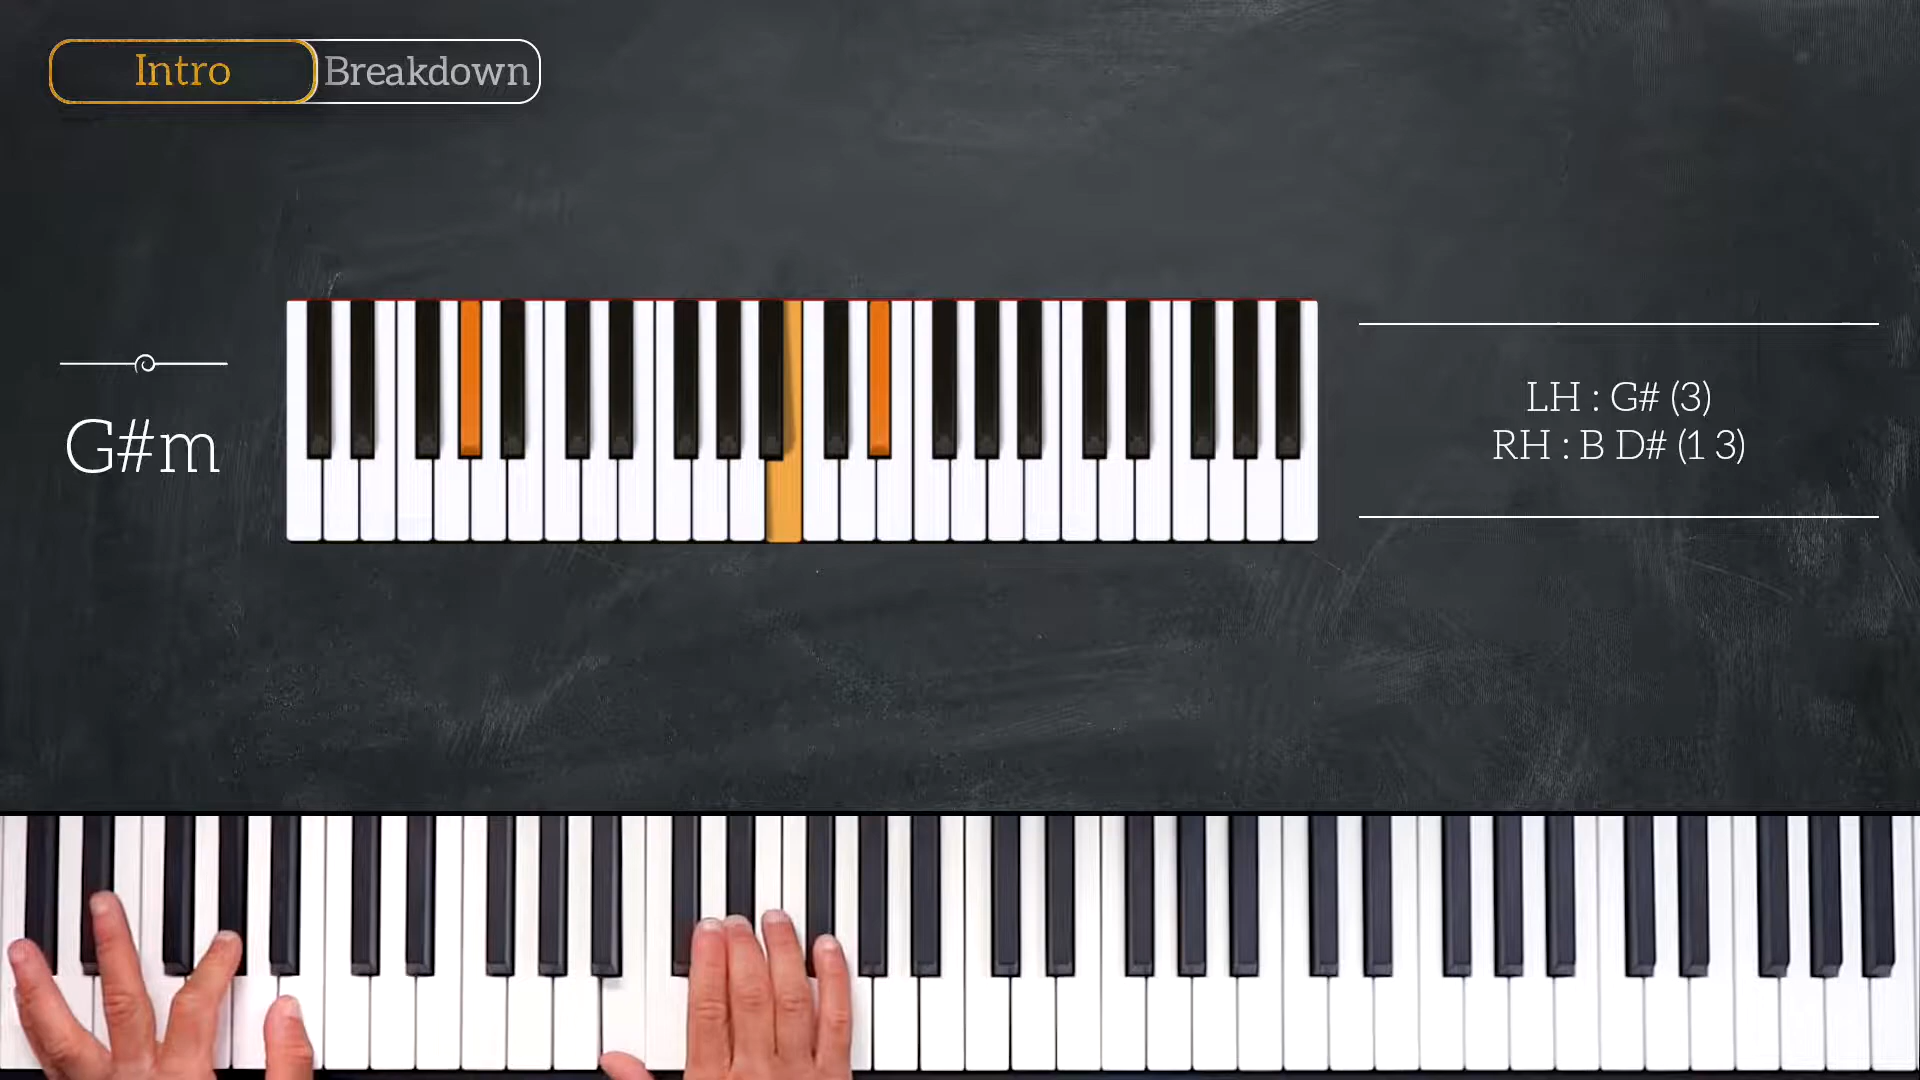 Intro Breakdown
G#m
LH : G# (3)
RH : B D# (1 3)